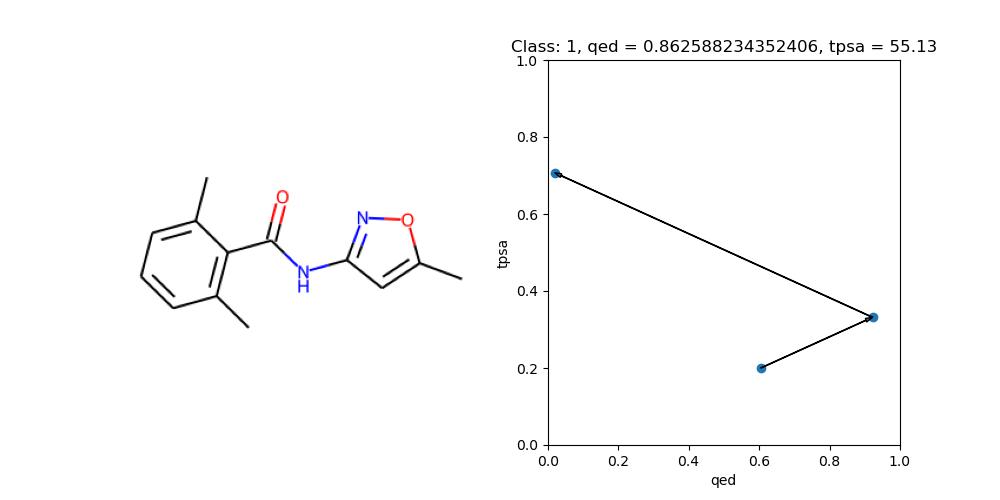 Class: 1, qed = 0.862588234352406, tpsa = 55.13
O
N
O
N
H
1.0
0.8
0.6
0.4
0.2
0.0
tpsa
0.0 0.2 0.4 0.6 0.8 1.0
qed